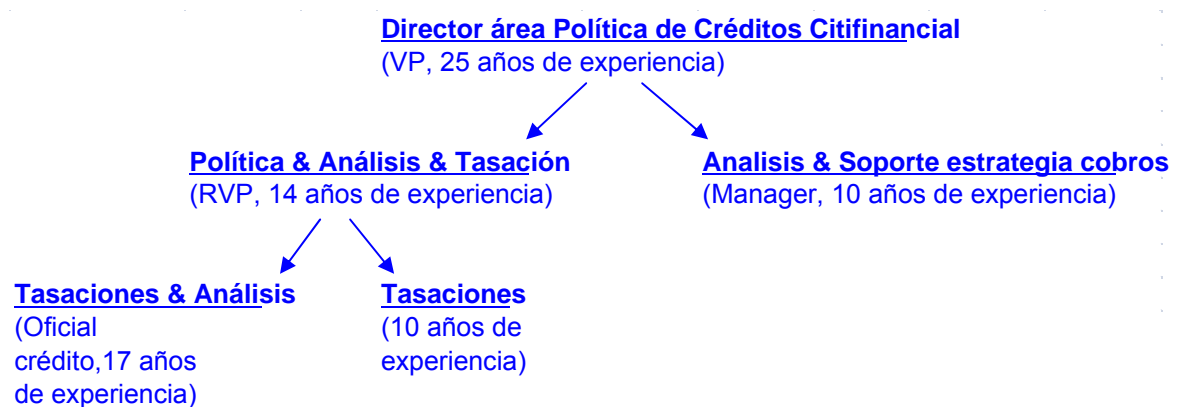 Director área Política de Créditos Citifinancial
(VP, 25 años de experiencia)
Política & Análisis & Tasación
(RVP, 14 años de experiencia)
Analisis & Soporte estrategia cobros
(Manager, 10 años de experiencia)
Tasaciones & Análisis
(Oficial
crédito,17 años
de experiencia)
Tasaciones
(10 años de
experiencia)